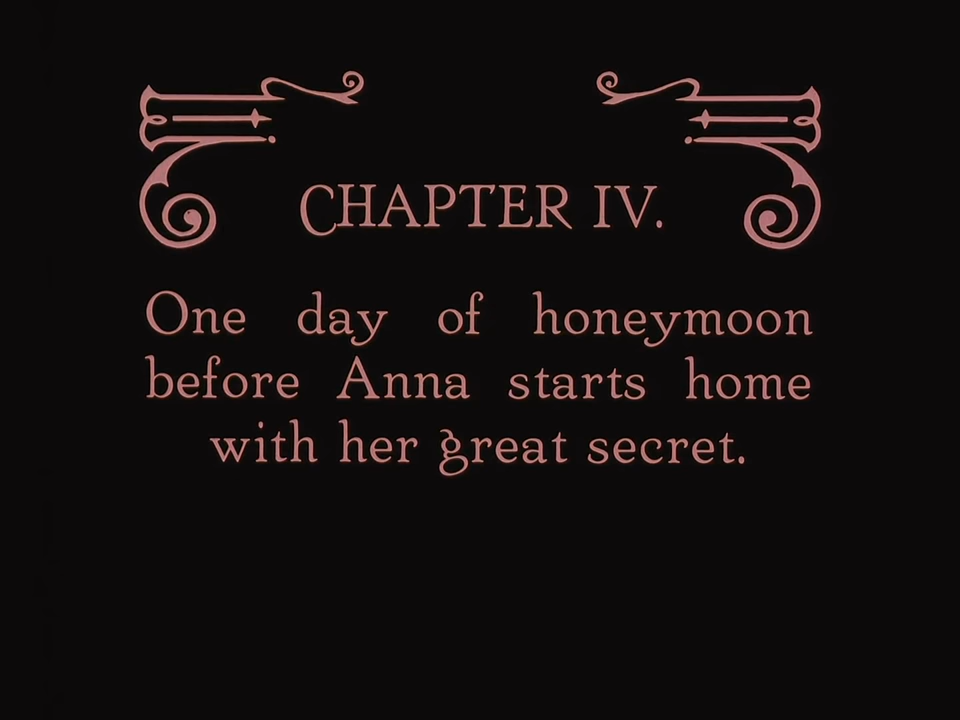 CHAPTER IV.
One day of honeymoon
before Anna starts home
with her great secret.